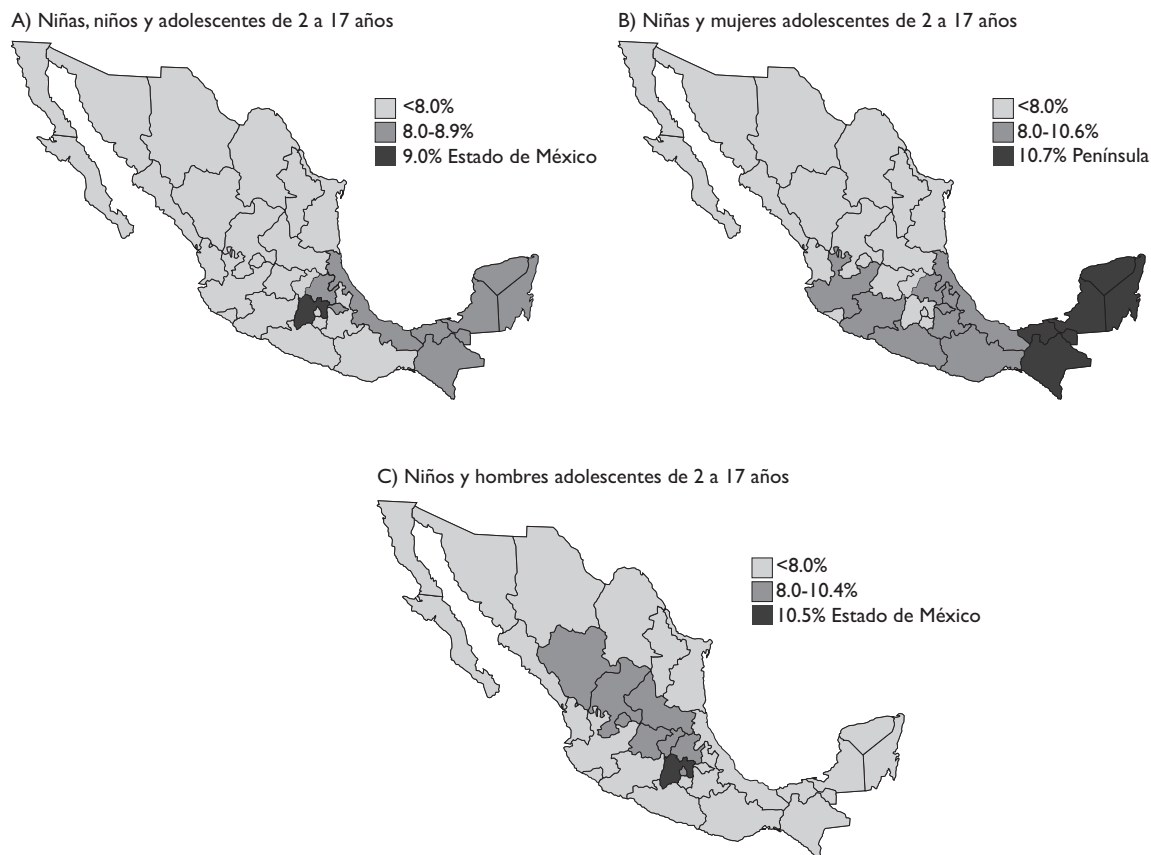 A) Niñas, niños y adolescentes de 2 a 17 años
<8.0%
8.0-8.9%
9.0% Estado de México
B) Niñas y mujeres adolescentes de 2 a 17 años
<8.0%
8.0-10.6%
10.7% Península
C) Niños y hombres adolescentes de 2 a 17 años
<8.0%
8.0-10.4%
10.5% Estado de México